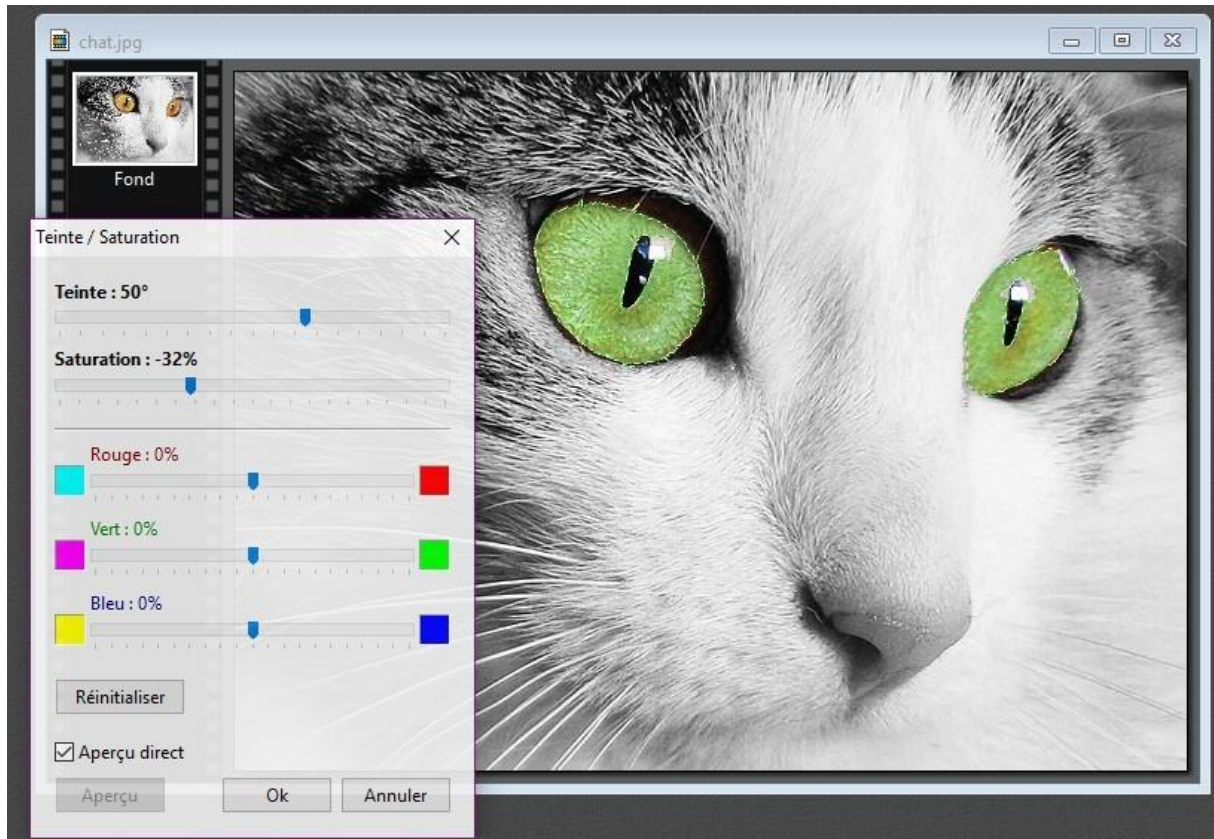 chat.jpg
Fond
Teinte / Saturation
Teinte : 50°
Saturation : -32%
Rouge : 0%
Vert : 0%
Bleu : 0%
Réinitialiser
Aperçu direct
Aperçu
Ok
Annuler